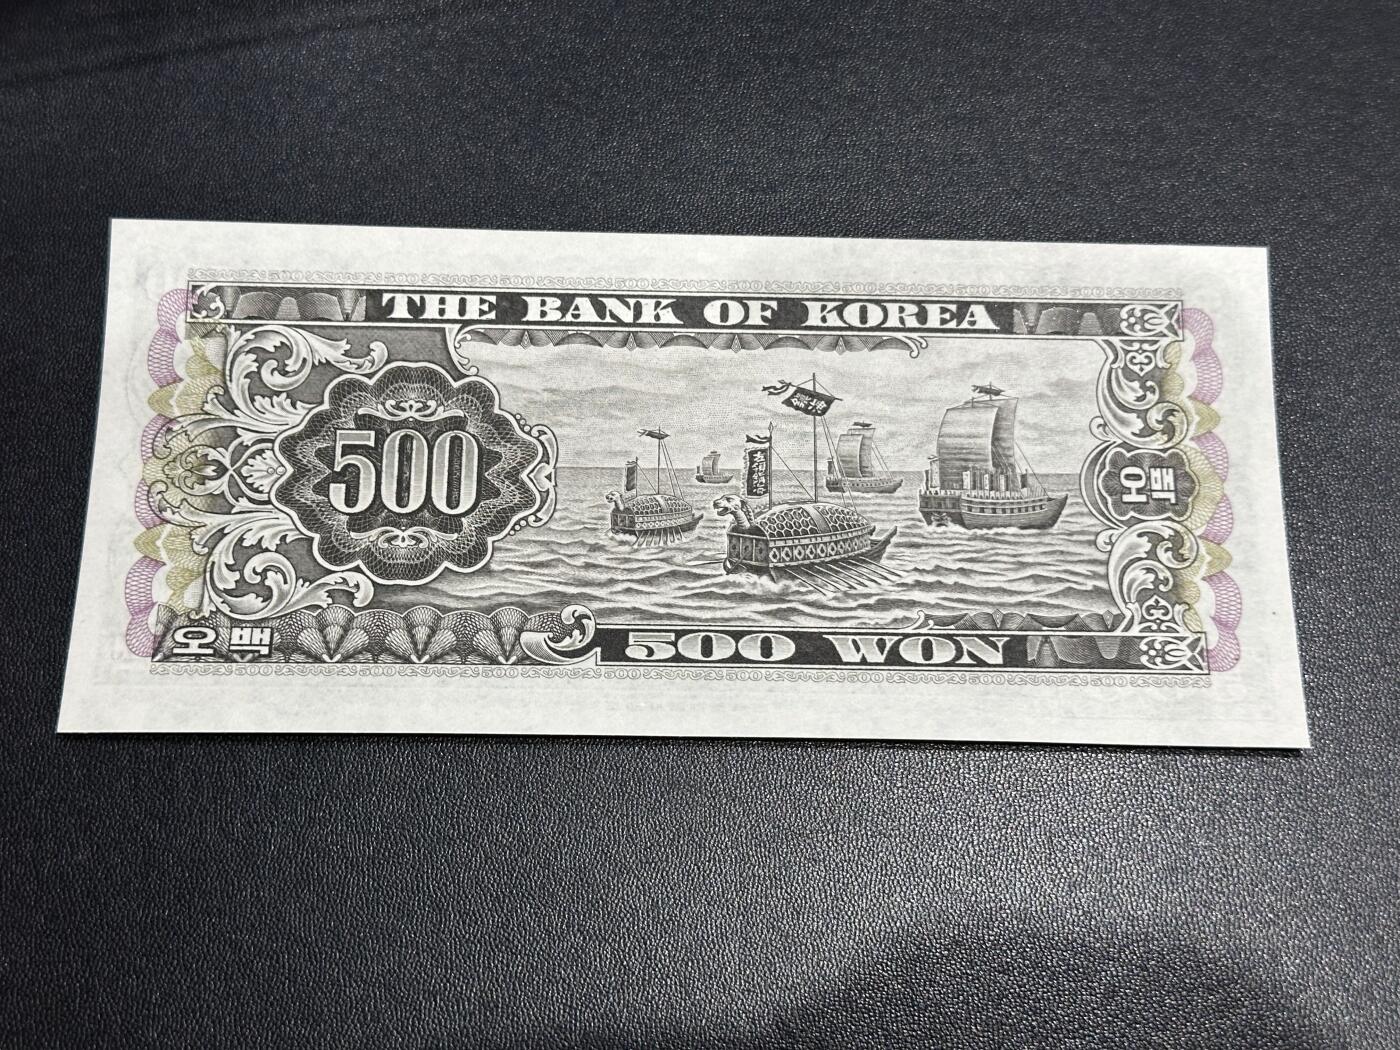 THE BANK OF KOREA
500
오백
오백
500 WON